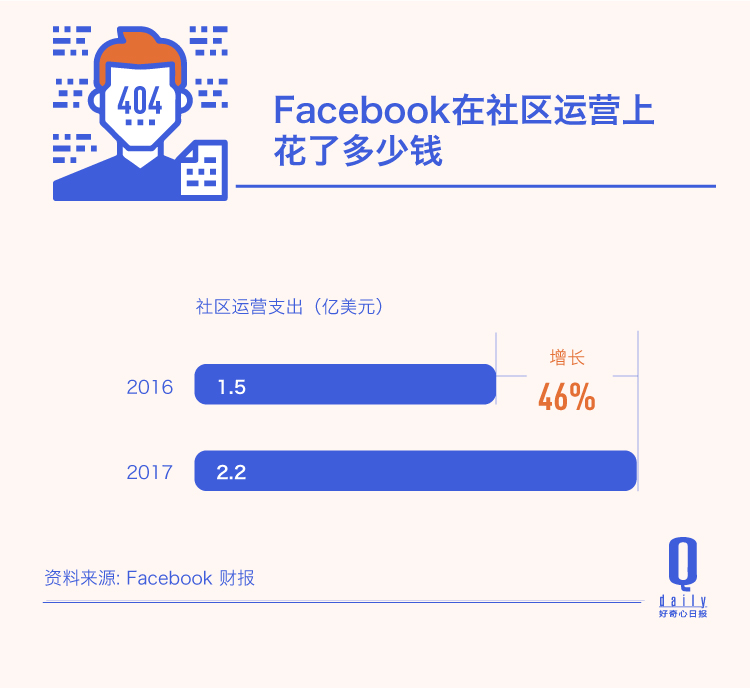 404
Facebook在社区运营上
花了多少钱
社区运营支出（亿美元）
增长
46%
2016
1.5
2017
2.2
资料来源: Facebook 财报
Q
daily
好奇心日报